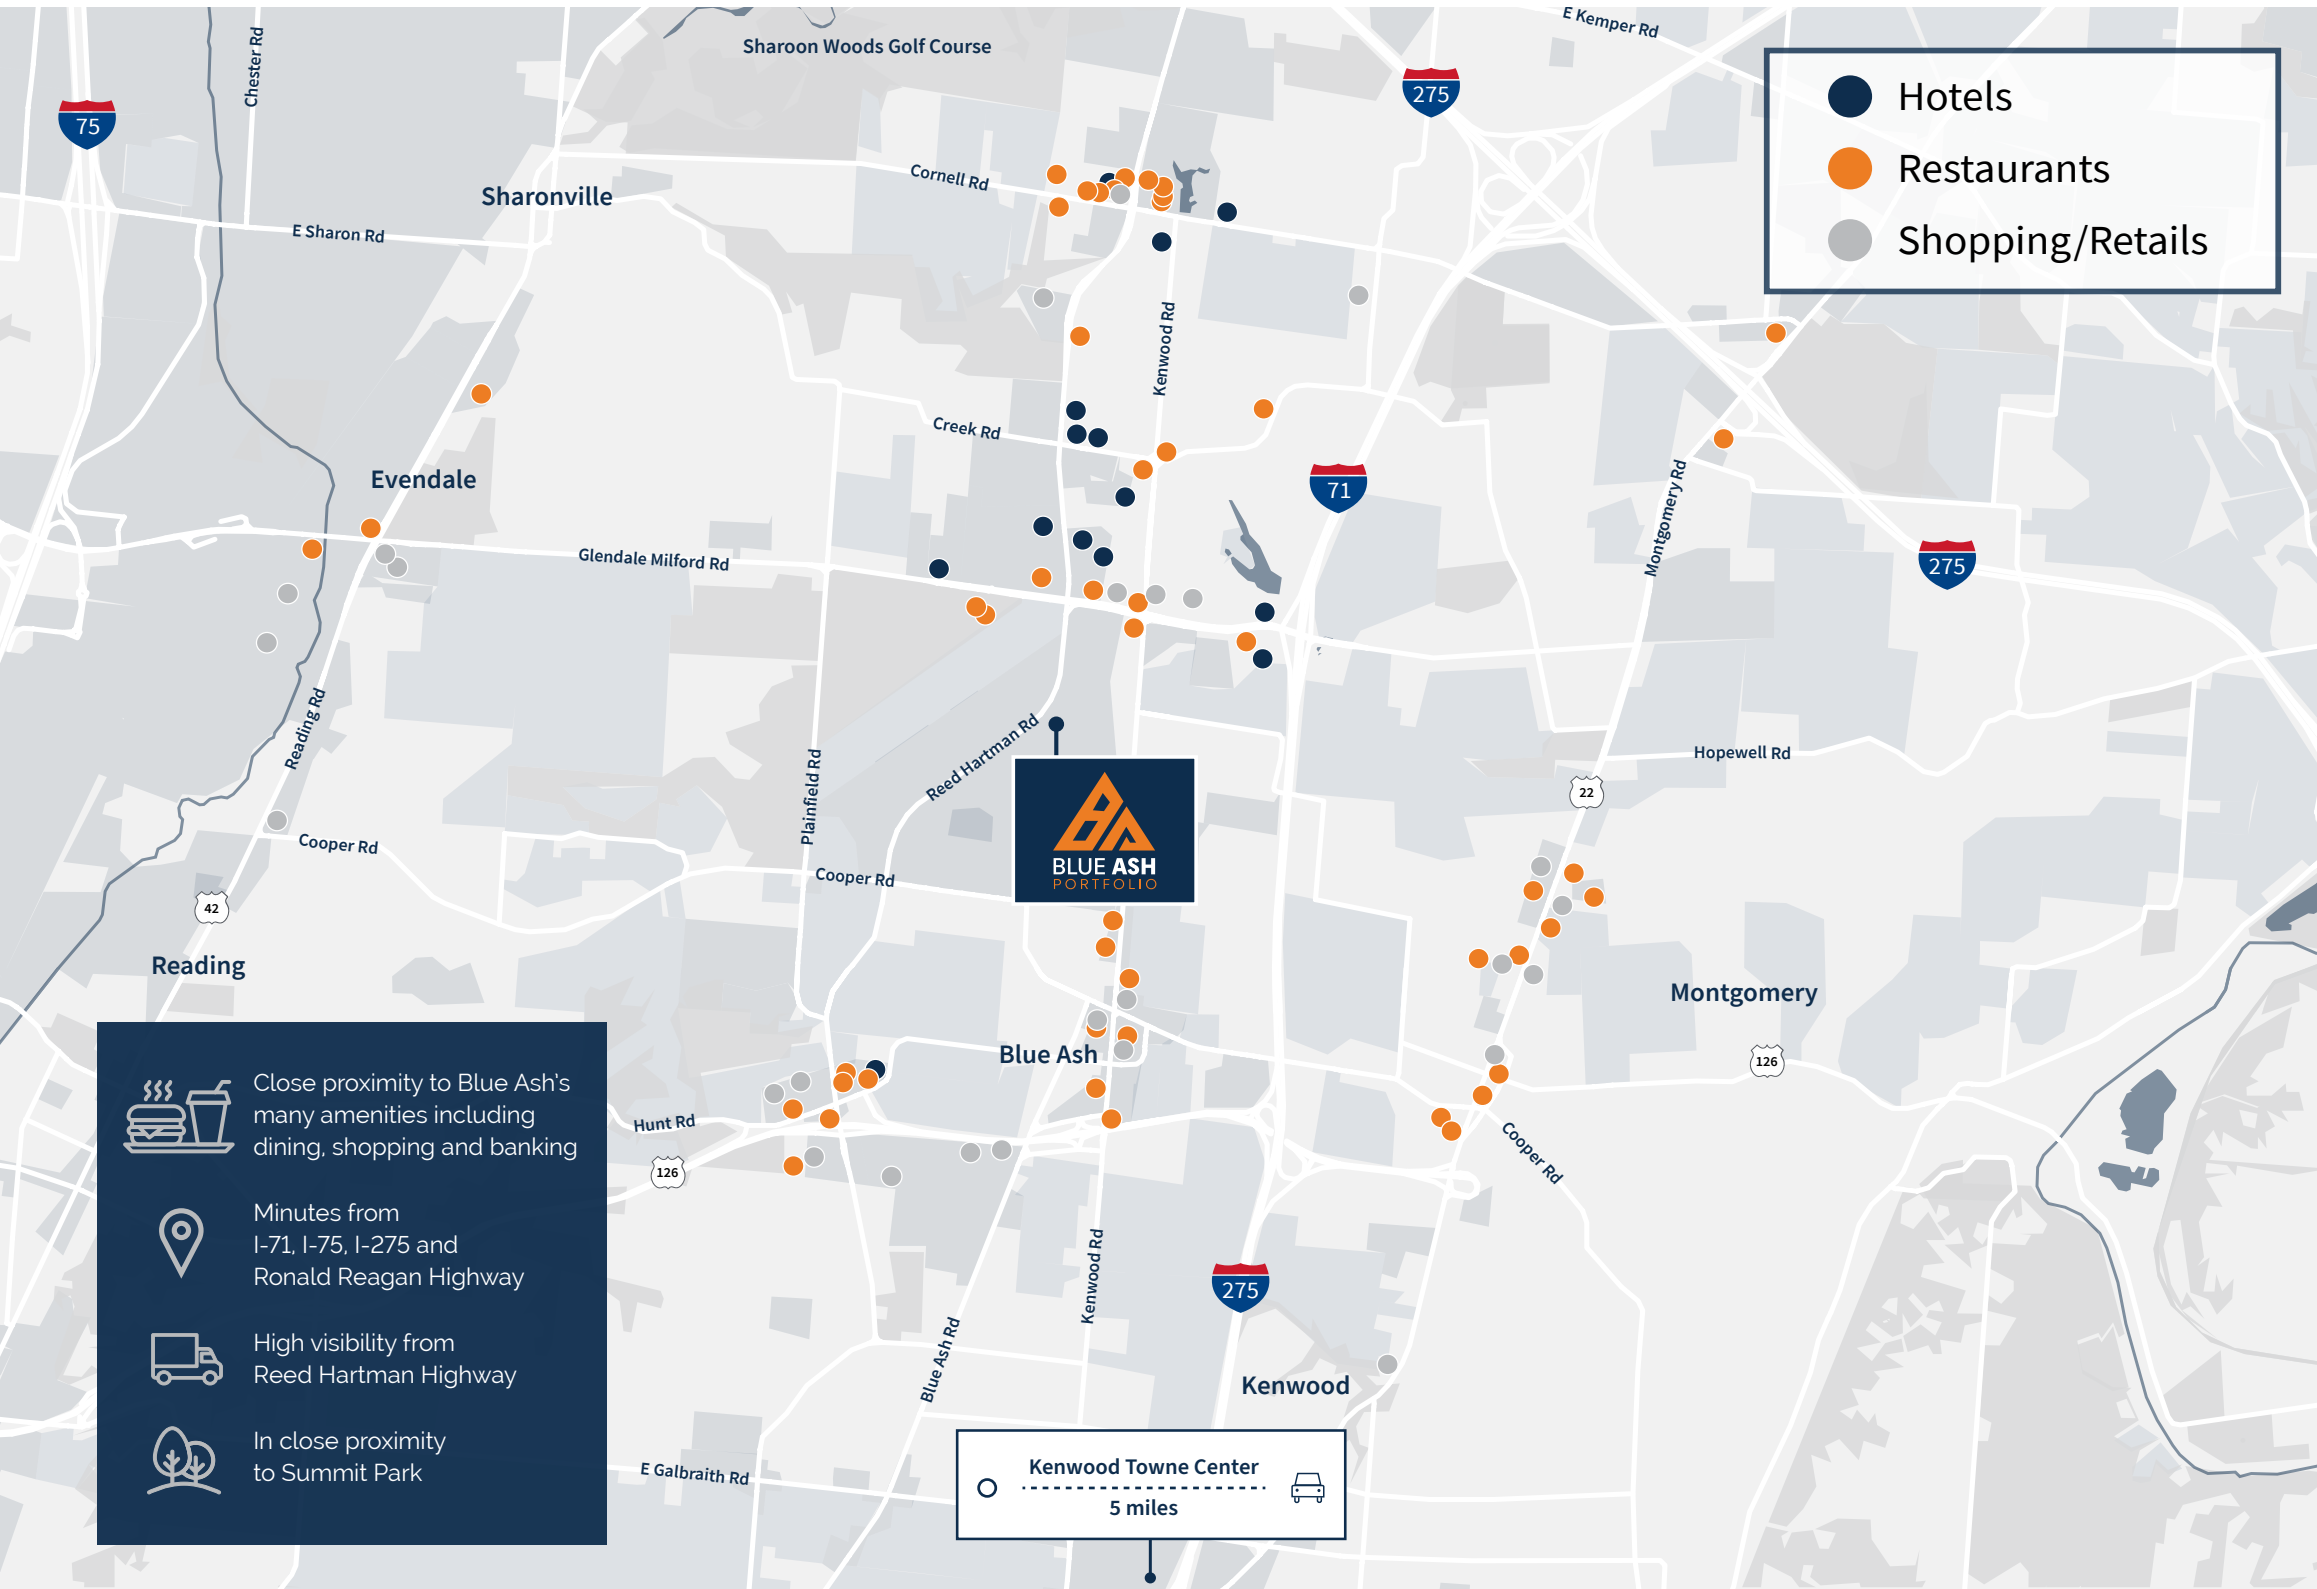 Sharoon Woods Golf Course
E Kemper Rd
Chester Rd
75
275
Hotels
Restaurants
Shopping/Retails
Cornell Rd
Sharonville
E Sharon Rd
Kenwood Rd
Creek Rd
Evendale
71
Montgomery Rd
Glendale Milford Rd
275
Reading Rd
Reed Hartman Rd
Plainfield Rd
Hopewell Rd
22
Cooper Rd
Cooper Rd
BLUE ASH
PORTFOLIO
42
Reading
Montgomery
Blue Ash
126
Hunt Rd
126
Cooper Rd
Close proximity to Blue Ash's
many amenities including
dining, shopping and banking
Minutes from
I-71, I-75, I-275 and
Ronald Reagan Highway
High visibility from
Reed Hartman Highway
In close proximity
to Summit Park
Kenwood Rd
275
Blue Ash Rd
Kenwood
E Galbraith Rd
Kenwood Towne Center
5 miles